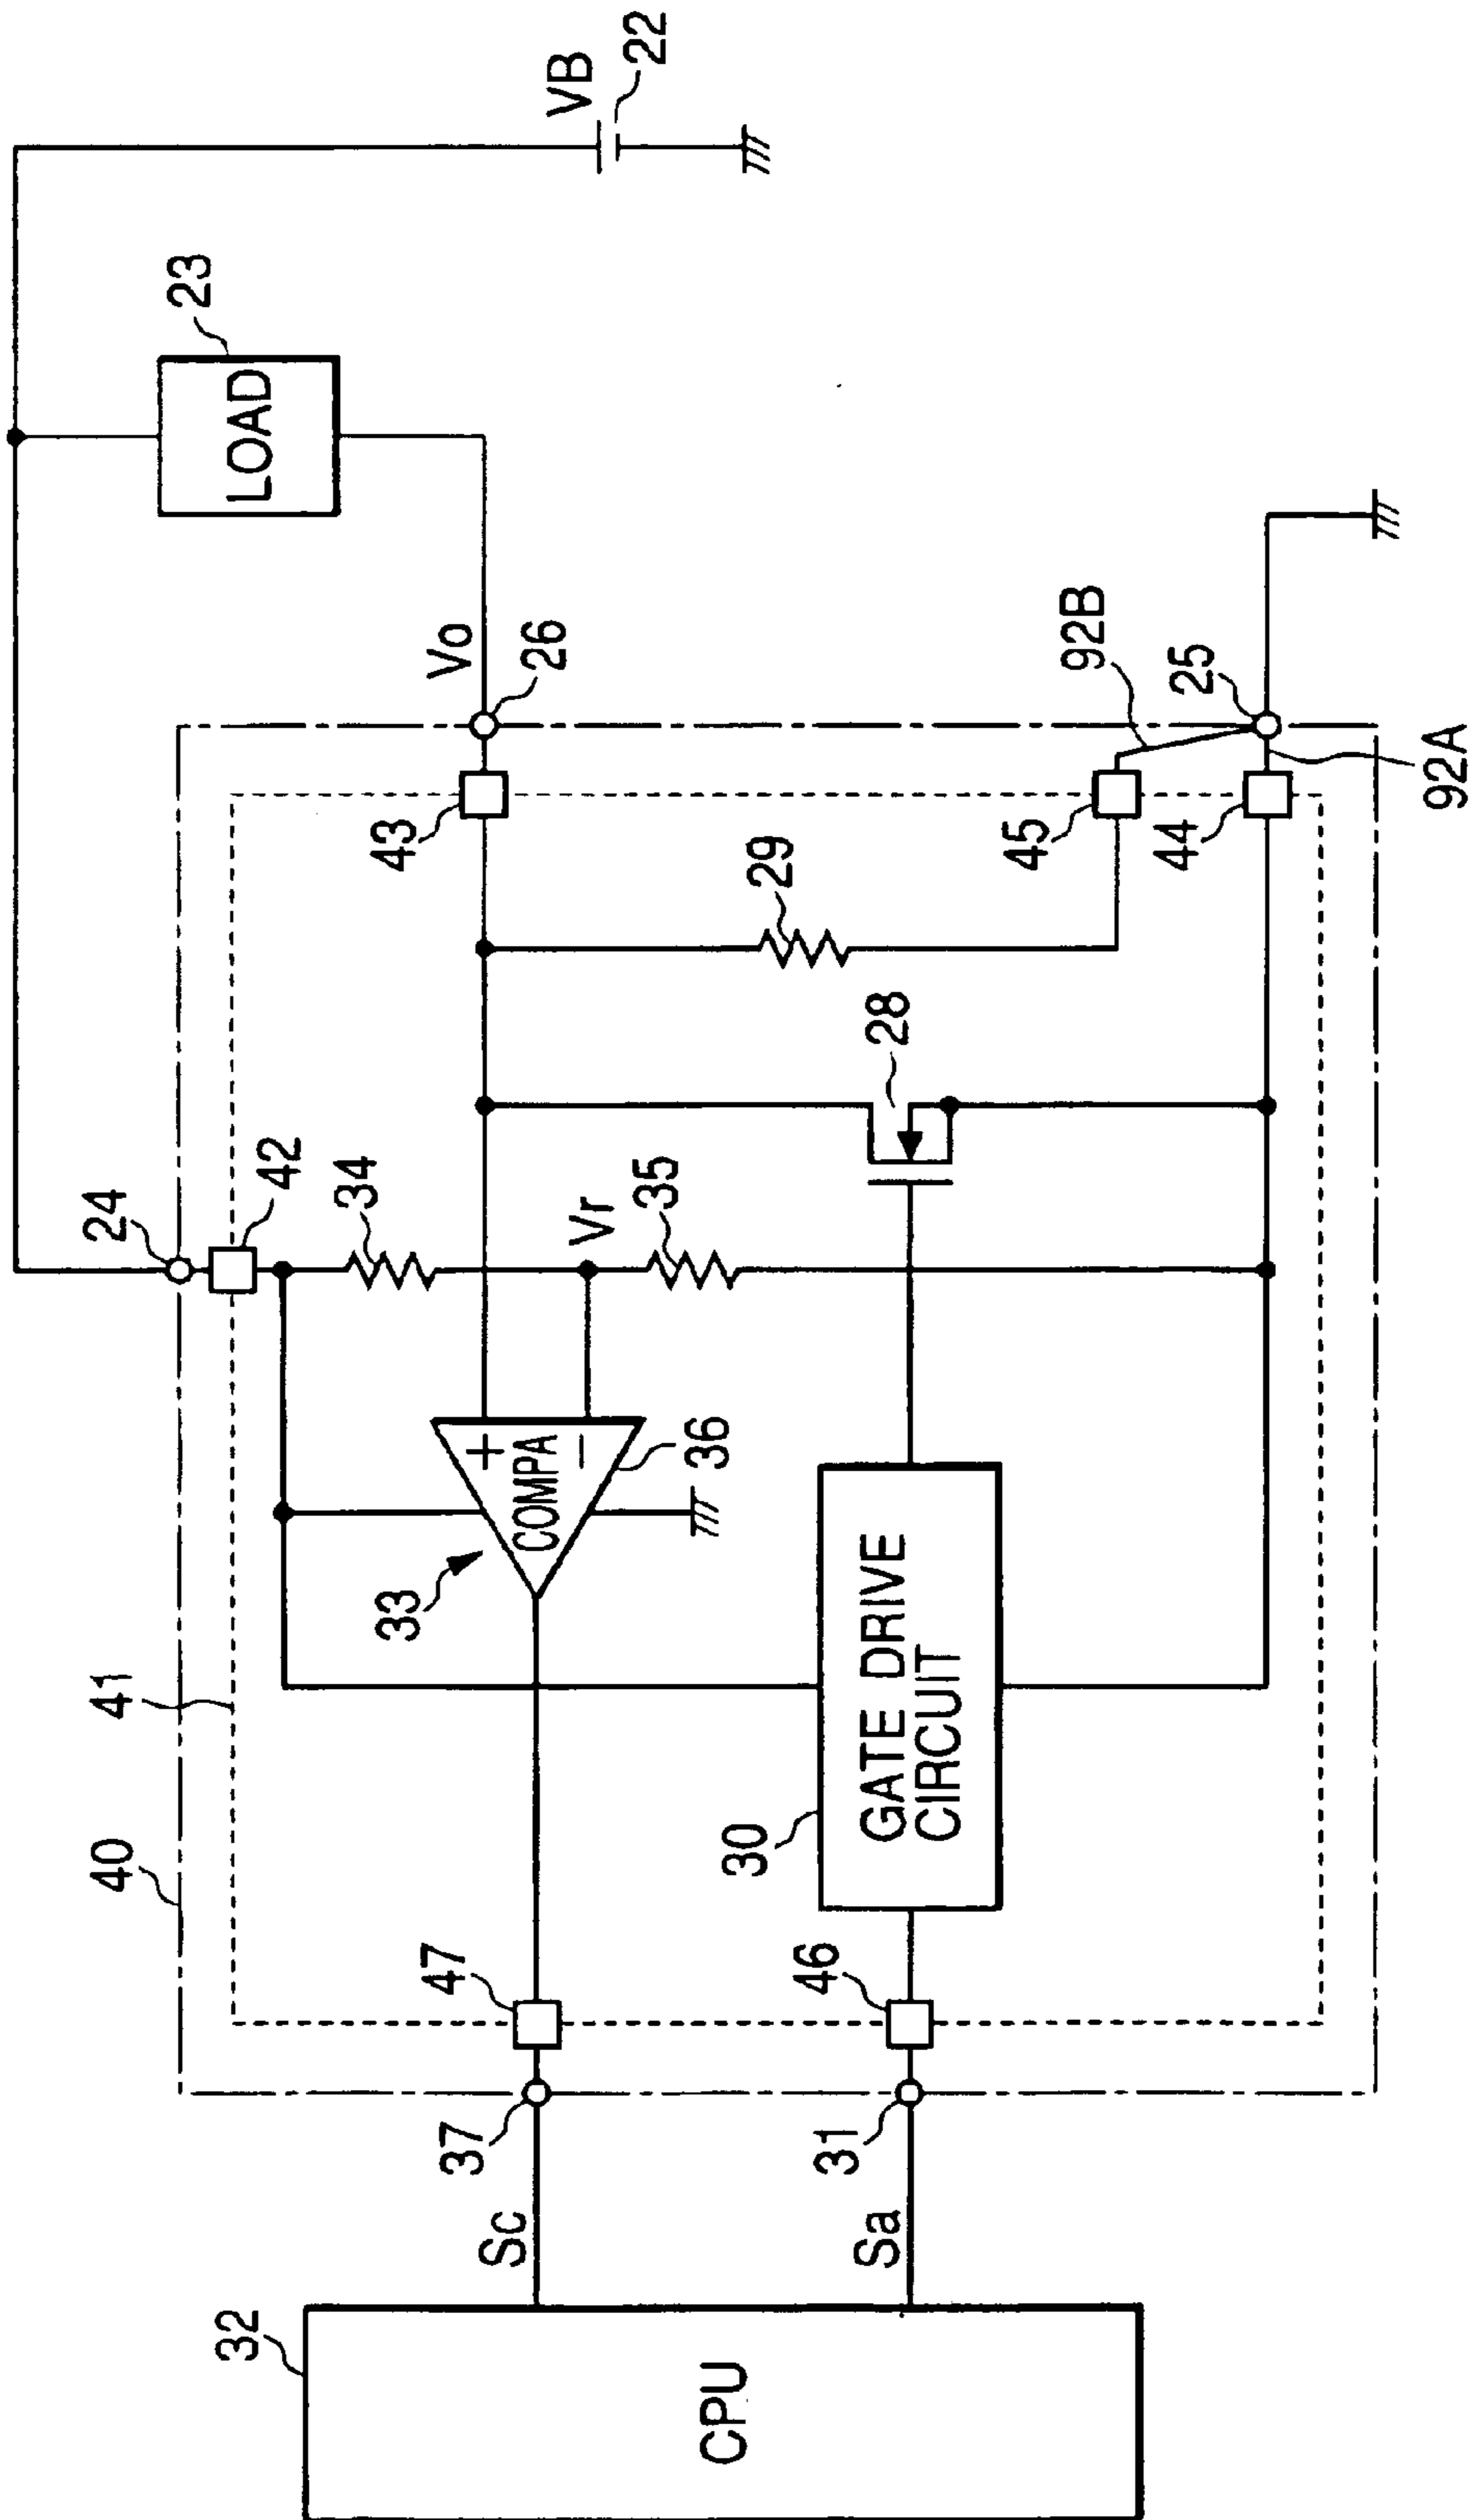 VB
22
23
LOAD
Vo
26
24
42
43
34
Vr
35
29
28
92B
25
45
44
92A
33
+
COMPA
−
36
41
40
30
GATE DRIVE
CIRCUIT
47
46
37
31
Sc
Sa
32
CPU